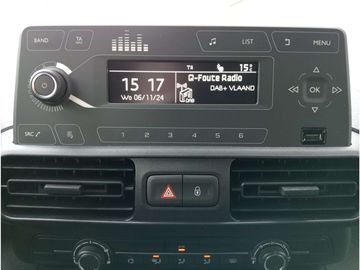 BAND
TA
LIST
MENU
TA
15 17
Wo 06/11/24
15:
Q-Foute Radio
DAB+ VLAAND
OK
SRC
1 2 3 4 5 6